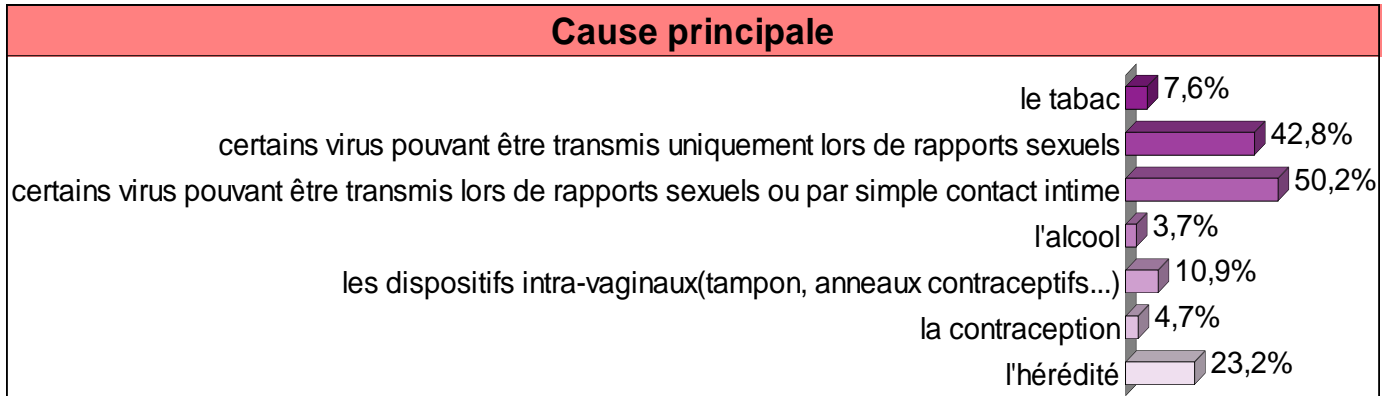 Cause principale
le tabac 7,6%
certains virus pouvant être transmis uniquement lors de rapports sexuels 42,8%
certains virus pouvant être transmis lors de rapports sexuels ou par simple contact intime 50,2%
l'alcool 3,7%
les dispositifs intra-vaginaux(tampon, anneaux contraceptifs...) 10,9%
la contraception 4,7%
l'hérédité 23,2%